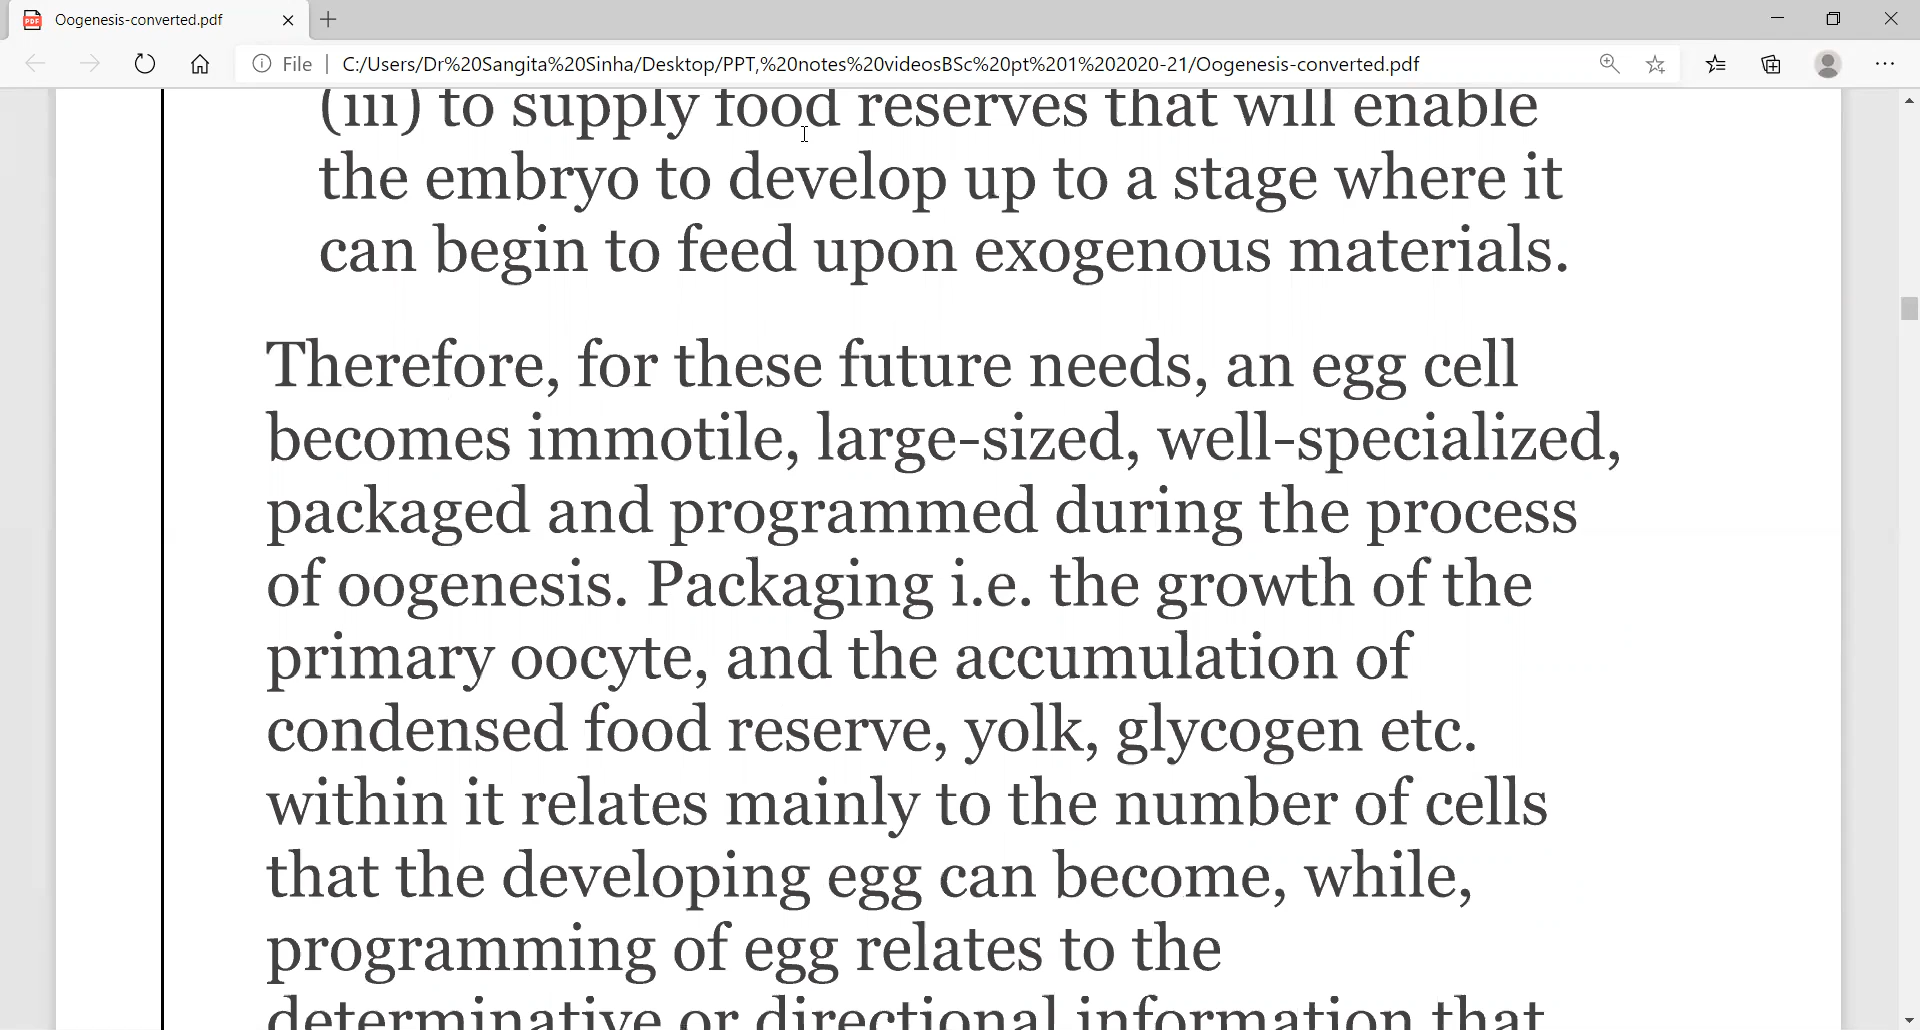 Oogenesis-converted.pdf
File | C:/Users/Dr%20Sangita%20Sinha/Desktop/PPT,%20notes%20videosBSc%20pt%201%202020-21/Oogenesis-converted.pdf
(iii) to supply food reserves that will enable
the embryo to develop up to a stage where it
can begin to feed upon exogenous materials.
Therefore, for these future needs, an egg cell
becomes immotile, large-sized, well-specialized,
packaged and programmed during the process
of oogenesis. Packaging i.e. the growth of the
primary oocyte, and the accumulation of
condensed food reserve, yolk, glycogen etc.
within it relates mainly to the number of cells
that the developing egg can become, while,
programming of egg relates to the
determinative or directional information that